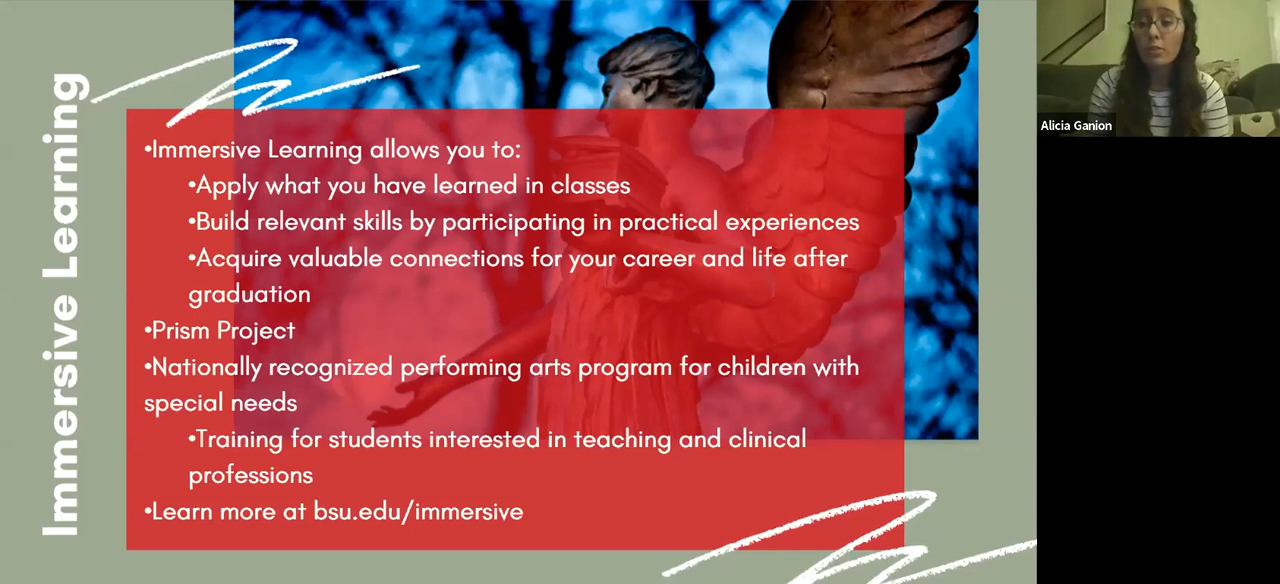 Immersive Learning
•Immersive Learning allows you to:
•Apply what you have learned in classes
•Build relevant skills by participating in practical experiences
•Acquire valuable connections for your career and life after
graduation
•Prism Project
•Nationally recognized performing arts program for children with
special needs
•Training for students interested in teaching and clinical
professions
•Learn more at bsu.edu/immersive
Alicia Ganion